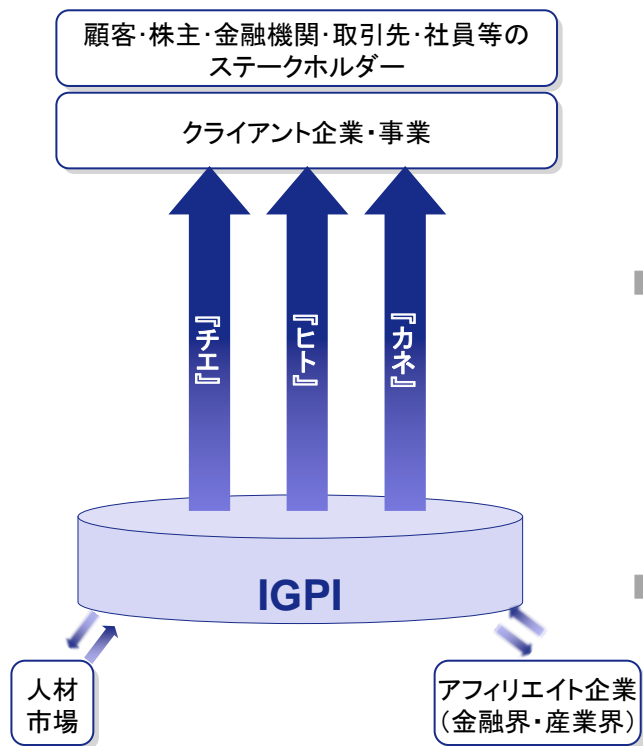 顧客・株主・金融機関・取引先・社員等の
ステークホルダー
クライアント企業・事業
『チエ』
『ヒト』
『カネ』
IGPI
人材
市場
アフィリエイト企業
(金融界・産業界)